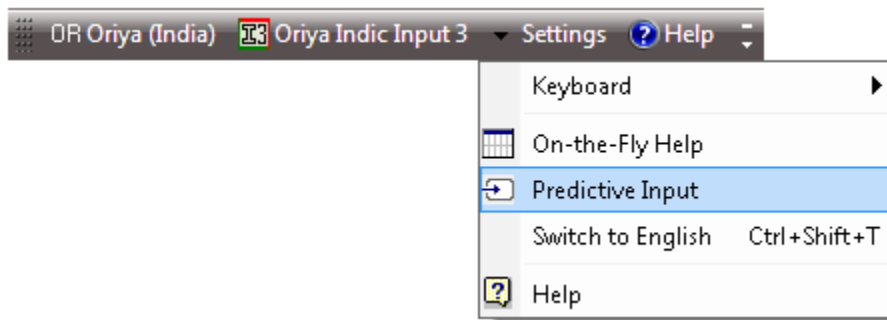 OR Oriya (India) I3 Oriya Indic Input 3 Settings ? Help
Keyboard
On-the-Fly Help
Predictive Input
Switch to English Ctrl+Shift+T
? Help